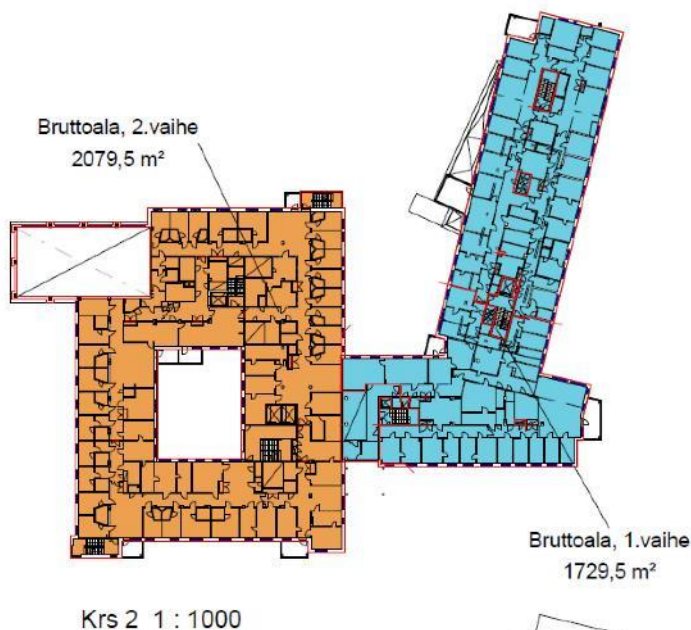 Bruttoala, 2.vaihe
2079,5 m²
Bruttoala, 1.vaihe
1729,5 m²
Krs 2 1 : 1000